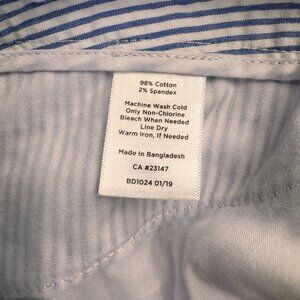 98% Cotton
2% Spandex
Machine Wash Cold
Only Non-Chlorine
Bleach When Needed
Line Dry
Warm Iron, If Needed
Made In Bangladesh
CA #23147
BD1024 01/19